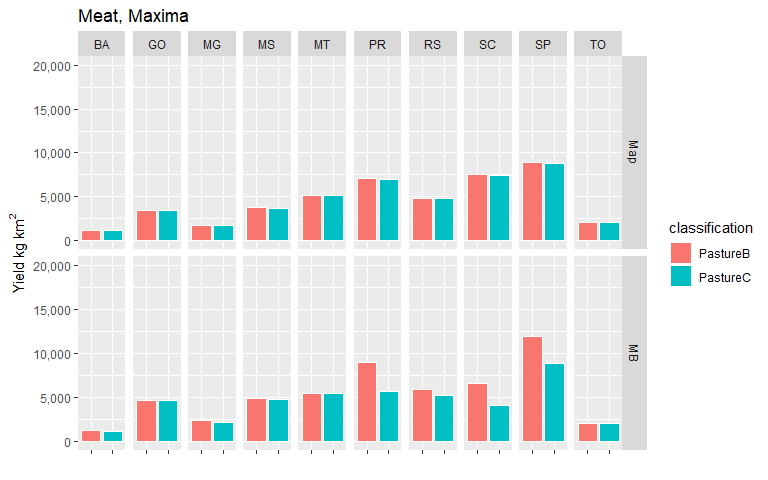 Meat, Maxima
BA GO MG MS MT PR RS SC SP TO
20,000
15,000
10,000
5,000
0
Map
20,000
15,000
10,000
5,000
0
MB
Yield kg km²
classification
PastureB
PastureC